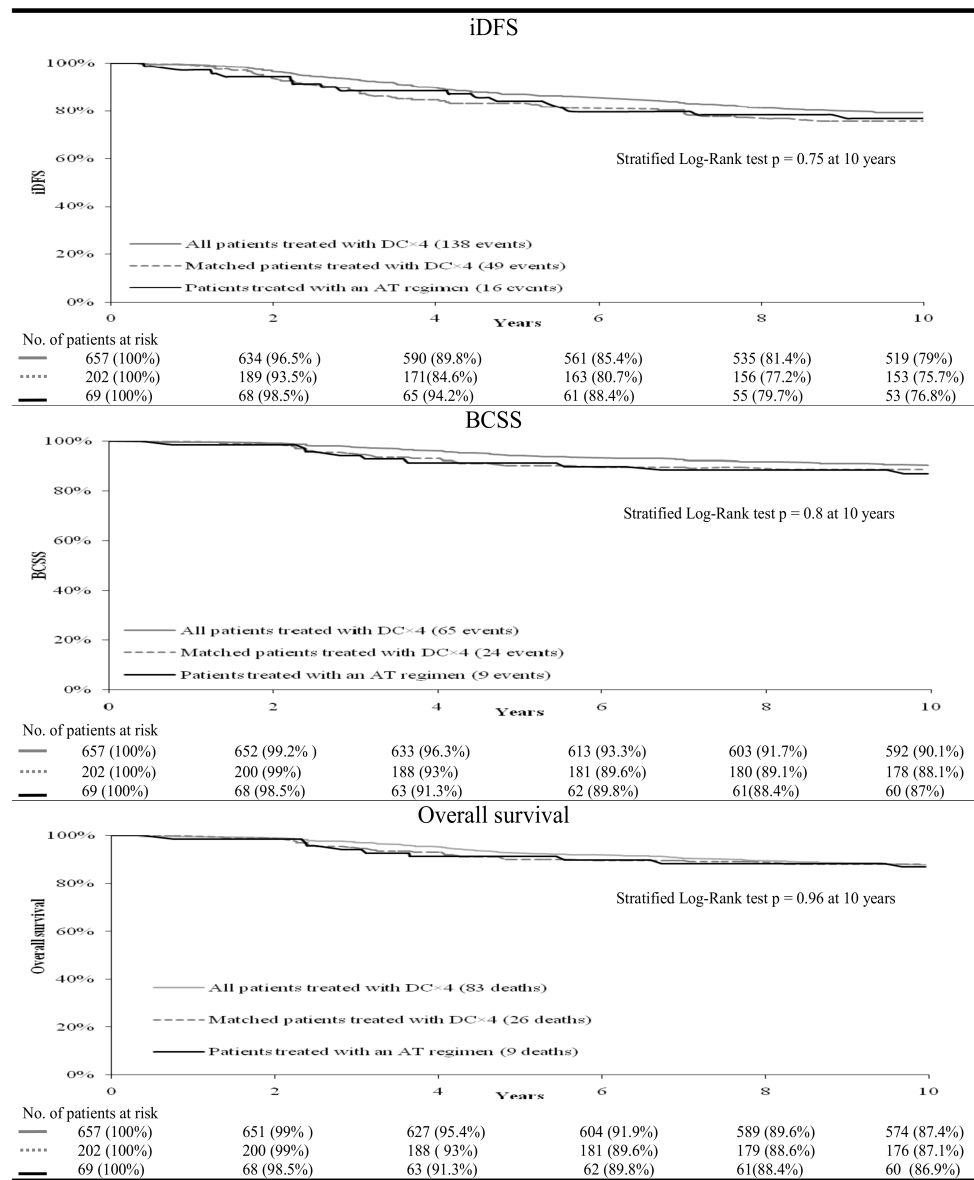 iDFS
100%
80%
60%
40%
20%
0%
iDFS
Stratified Log-Rank test p = 0.75 at 10 years
All patients treated with DC×4 (138 events)
Matched patients treated with DC×4 (49 events)
Patients treated with an AT regimen (16 events)
0 2 4 6 8 10
Years
No. of patients at risk
657 (100%) 634 (96.5% ) 590 (89.8%) 561 (85.4%) 535 (81.4%) 519 (79%)
202 (100%) 189 (93.5%) 171(84.6%) 163 (80.7%) 156 (77.2%) 153 (75.7%)
69 (100%) 68 (98.5%) 65 (94.2%) 61 (88.4%) 55 (79.7%) 53 (76.8%)
BCSS
100%
80%
60%
40%
20%
0%
BCSS
Stratified Log-Rank test p = 0.8 at 10 years
All patients treated with DC×4 (65 events)
Matched patients treated with DC×4 (24 events)
Patients treated with an AT regimen (9 events)
0 2 4 6 8 10
Years
No. of patients at risk
657 (100%) 652 (99.2% ) 633 (96.3%) 613 (93.3%) 603 (91.7%) 592 (90.1%)
202 (100%) 200 (99%) 188 (93%) 181 (89.6%) 180 (89.1%) 178 (88.1%)
69 (100%) 68 (98.5%) 63 (91.3%) 62 (89.8%) 61(88.4%) 60 (87%)
Overall survival
100%
80%
60%
40%
20%
0%
Overall survival
Stratified Log-Rank test p = 0.96 at 10 years
All patients treated with DC×4 (83 deaths)
Matched patients treated with DC×4 (26 deaths)
Patients treated with an AT regimen (9 deaths)
0 2 4 6 8 10
Years
No. of patients at risk
657 (100%) 651 (99% ) 627 (95.4%) 604 (91.9%) 589 (89.6%) 574 (87.4%)
202 (100%) 200 (99%) 188 ( 93%) 181 (89.6%) 179 (88.6%) 176 (87.1%)
69 (100%) 68 (98.5%) 63 (91.3%) 62 (89.8%) 61(88.4%) 60 (86.9%)